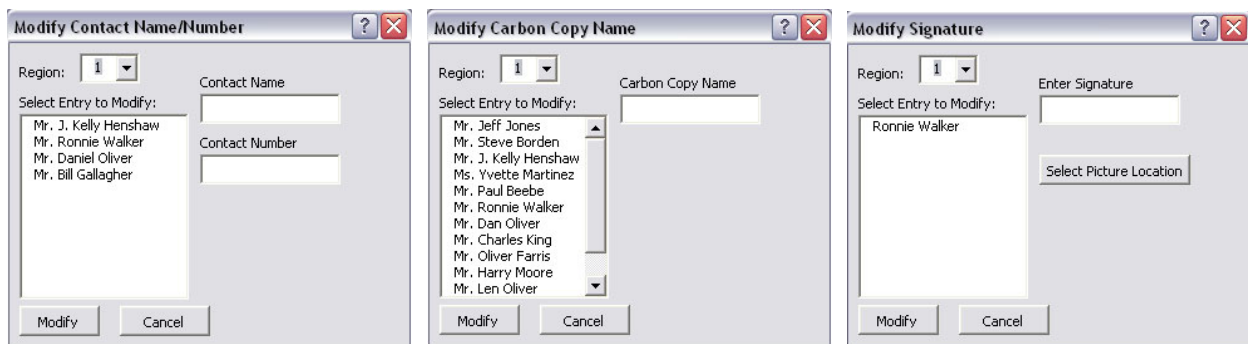 Modify Contact Name/Number
Region: 1
Contact Name
Select Entry to Modify:
Mr. J. Kelly Henshaw
Mr. Ronnie Walker
Mr. Daniel Oliver
Mr. Bill Gallagher
Contact Number
Modify Cancel
Modify Carbon Copy Name
Region: 1
Carbon Copy Name
Select Entry to Modify:
Mr. Jeff Jones
Mr. Steve Borden
Mr. J. Kelly Henshaw
Ms. Yvette Martinez
Mr. Paul Beebe
Mr. Ronnie Walker
Mr. Dan Oliver
Mr. Charles King
Mr. Oliver Farris
Mr. Harry Moore
Mr. Len Oliver
Modify Cancel
Modify Signature
Region: 1
Enter Signature
Select Entry to Modify:
Ronnie Walker
Select Picture Location
Modify Cancel